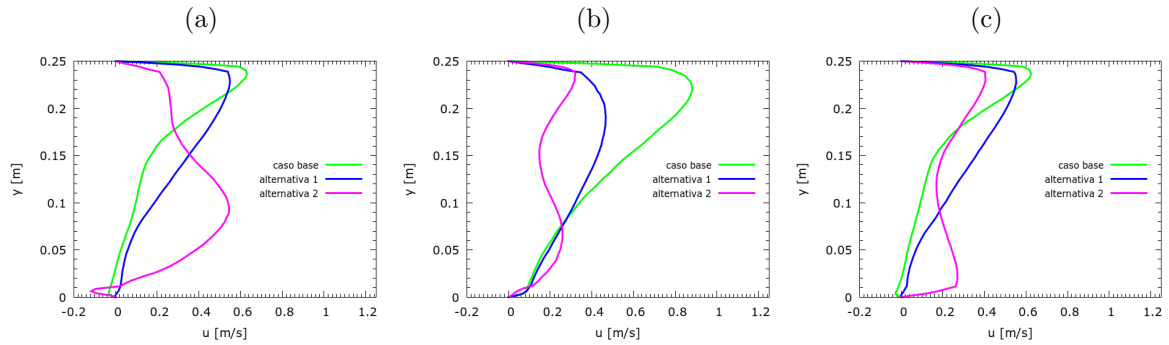 (a)
0.25
0.2
0.15
0.1
0.05
0
-0.2 0 0.2 0.4 0.6 0.8 1 1.2
y [m]
u [m/s]
caso base
alternativa 1
alternativa 2
(b)
0.25
0.2
0.15
0.1
0.05
0
-0.2 0 0.2 0.4 0.6 0.8 1 1.2
y [m]
u [m/s]
caso base
alternativa 1
alternativa 2
(c)
0.25
0.2
0.15
0.1
0.05
0
-0.2 0 0.2 0.4 0.6 0.8 1 1.2
y [m]
u [m/s]
caso base
alternativa 1
alternativa 2